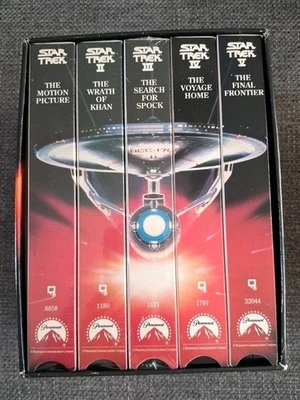 STAR
TREK
THE
MOTION
PICTURE
8858
Paramount
STAR
TREK
II
THE
WRATH OF
KHAN
1180
Paramount
STAR
TREK
III
THE
SEARCH
FOR
SPOCK
1621
Paramount
STAR
TREK
IV
THE
VOYAGE
HOME
1797
Paramount
STAR
TREK
V
THE
FINAL
FRONTIER
32044
Paramount
NCC-170